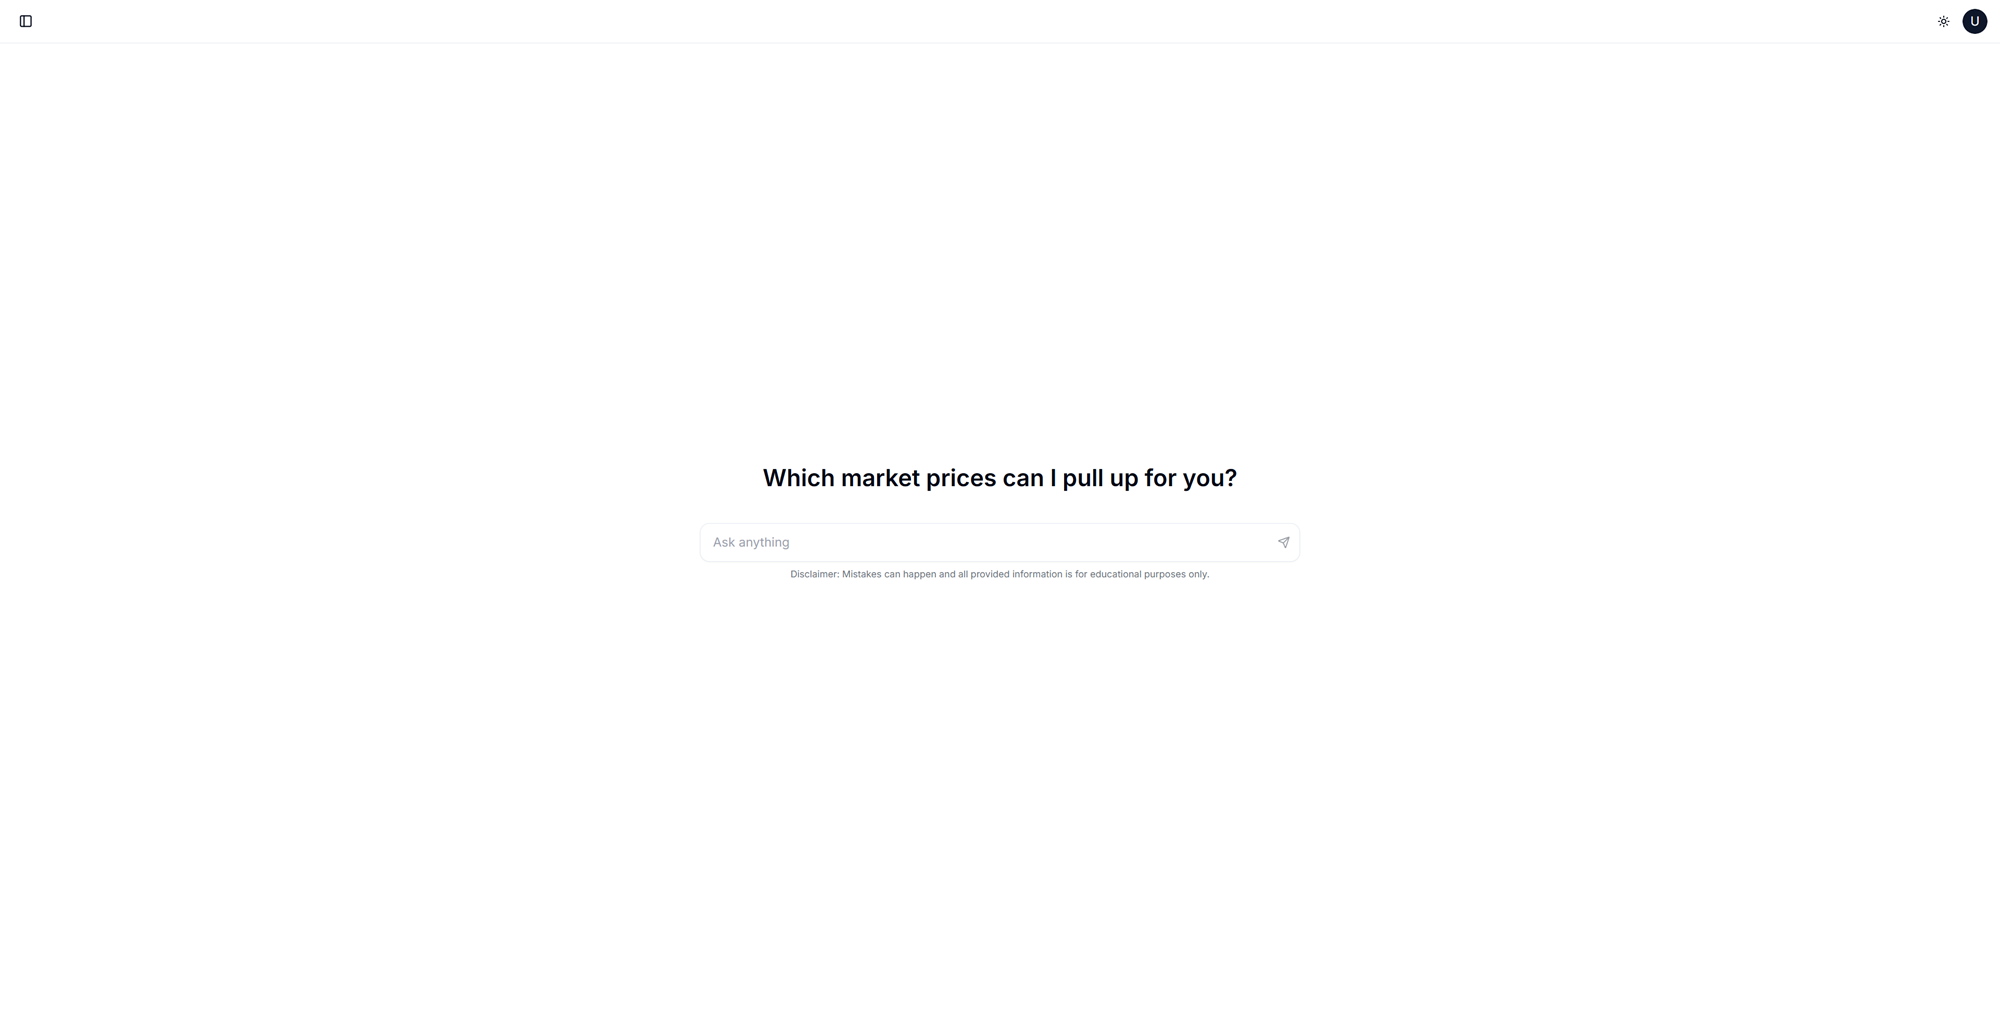 U
Which market prices can I pull up for you?
Ask anything
Disclaimer: Mistakes can happen and all provided information is for educational purposes only.